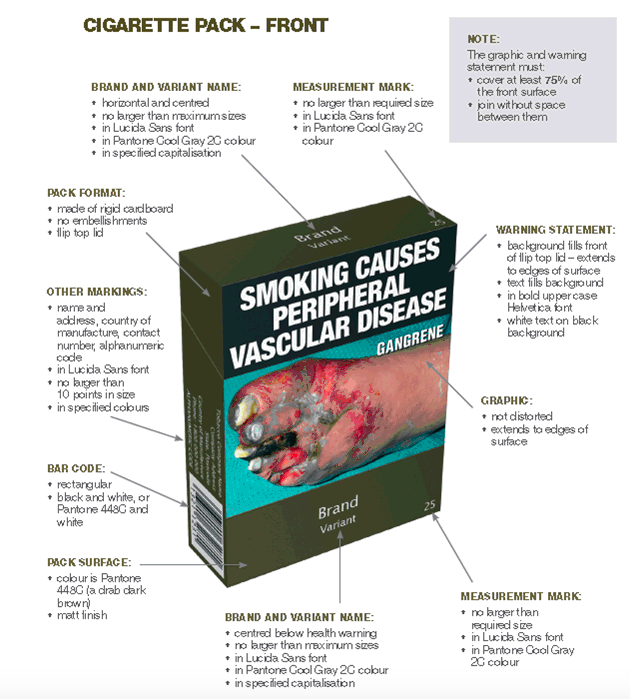 CIGARETTE PACK – FRONT
NOTE:
The graphic and warning
statement must:
• cover at least 75% of
the front surface
• join without space
between them
BRAND AND VARIANT NAME:
• horizontal and centred
• no larger than maximum sizes
• in Lucida Sans font
• in Pantone Cool Gray 2C colour
• in specified capitalisation
MEASUREMENT MARK:
• no larger than required size
• in Lucida Sans font
• in Pantone Cool Gray 2C
colour
PACK FORMAT:
• made of rigid cardboard
• no embellishments
• flip top lid
OTHER MARKINGS:
• name and
address, country of
manufacture, contact
number, alphanumeric
code
• in Lucida Sans font
• no larger than
10 points in size
• in specified colours
BAR CODE:
• rectangular
• black and white, or
Pantone 448C and
white
PACK SURFACE:
• colour is Pantone
448C (a drab dark
brown)
• matt finish
Brand
Variant
25
SMOKING CAUSES
PERIPHERAL
VASCULAR DISEASE
GANGRENE
Brand
Variant
25
WARNING STATEMENT:
• background fills front
of flip top lid – extends
to edges of surface
• text fills background
• in bold upper case
Helvetica font
• white text on black
background
GRAPHIC:
• not distorted
• extends to edges of
surface
BRAND AND VARIANT NAME:
• centred below health warning
• no larger than maximum sizes
• in Lucida Sans font
• in Pantone Cool Gray 2C colour
• in specified capitalisation
MEASUREMENT MARK:
• no larger than
required size
• in Lucida Sans font
• in Pantone Cool Gray
2C colour